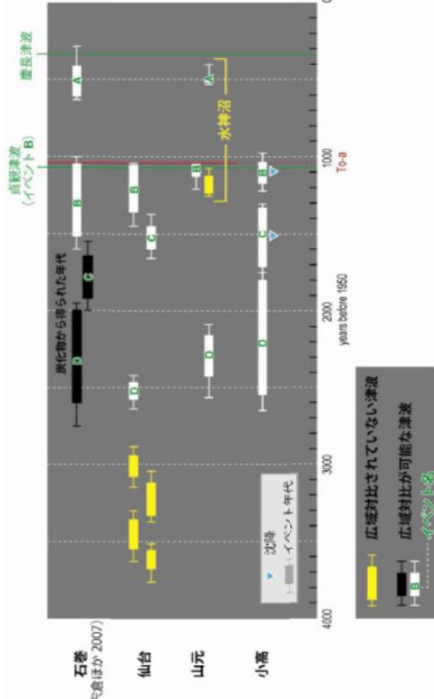 慶長津波
貞観津波
(イベント B)
炭化物から得られた年代
水神沼
To-a
石巻
倉ほか 2007)
仙台
山元
小高
A
B
C
D
A
B
B
C
D
B
C
D
D
沈降
イベント年代
4000
3000
2000
1000
0
years before 1950
広域対比されていない津波
広域対比が可能な津波
B
イベント名